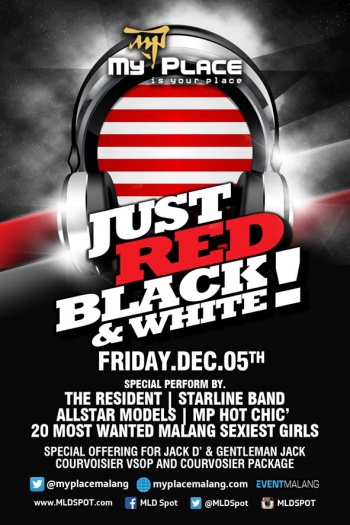 mp
MY PLACE
is your place
JUST
RED
BLACK
& WHITE!
FRIDAY.DEC.05TH
SPECIAL PERFORM BY.
THE RESIDENT | STARLINE BAND
ALLSTAR MODELS | MP HOT CHIC'
20 MOST WANTED MALANG SEXIEST GIRLS
SPECIAL OFFERING FOR JACK D' & GENTLEMAN JACK
COURVOISIER VSOP AND COURVOSIER PACKAGE
@myplacemalang myplacemalang.com EVENTMALANG
www.MLDSPOT.com MLD Spot @MLDSpot MLDSPOT